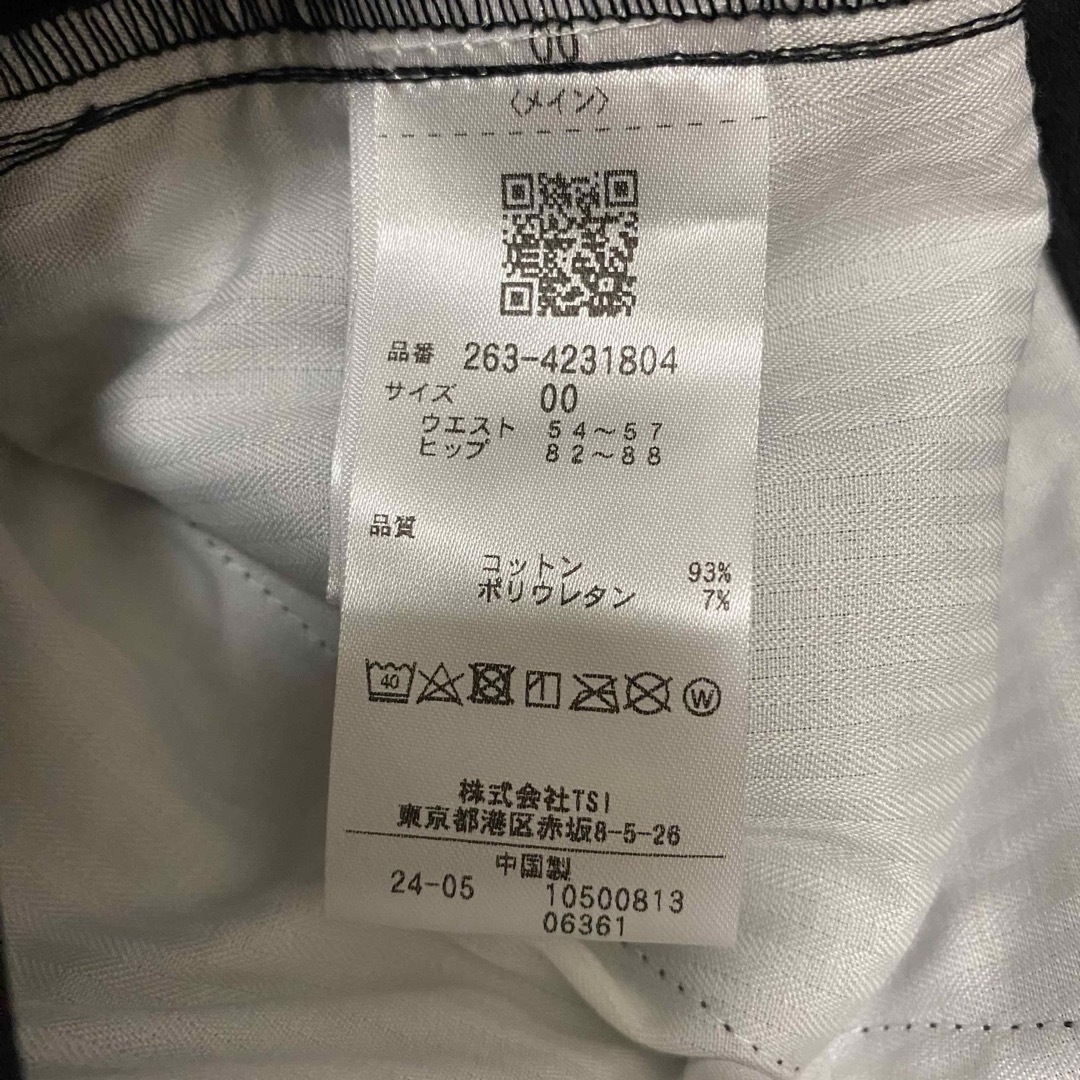 00
〈メイン〉
品番 263-4231804
サイズ 00
ウエスト 54～57
ヒップ 82～88
品質
コットン 93%
ポリウレタン 7%
40 W
株式会社TSI
東京都港区赤坂8-5-26
中国製
24-05 10500813
06361